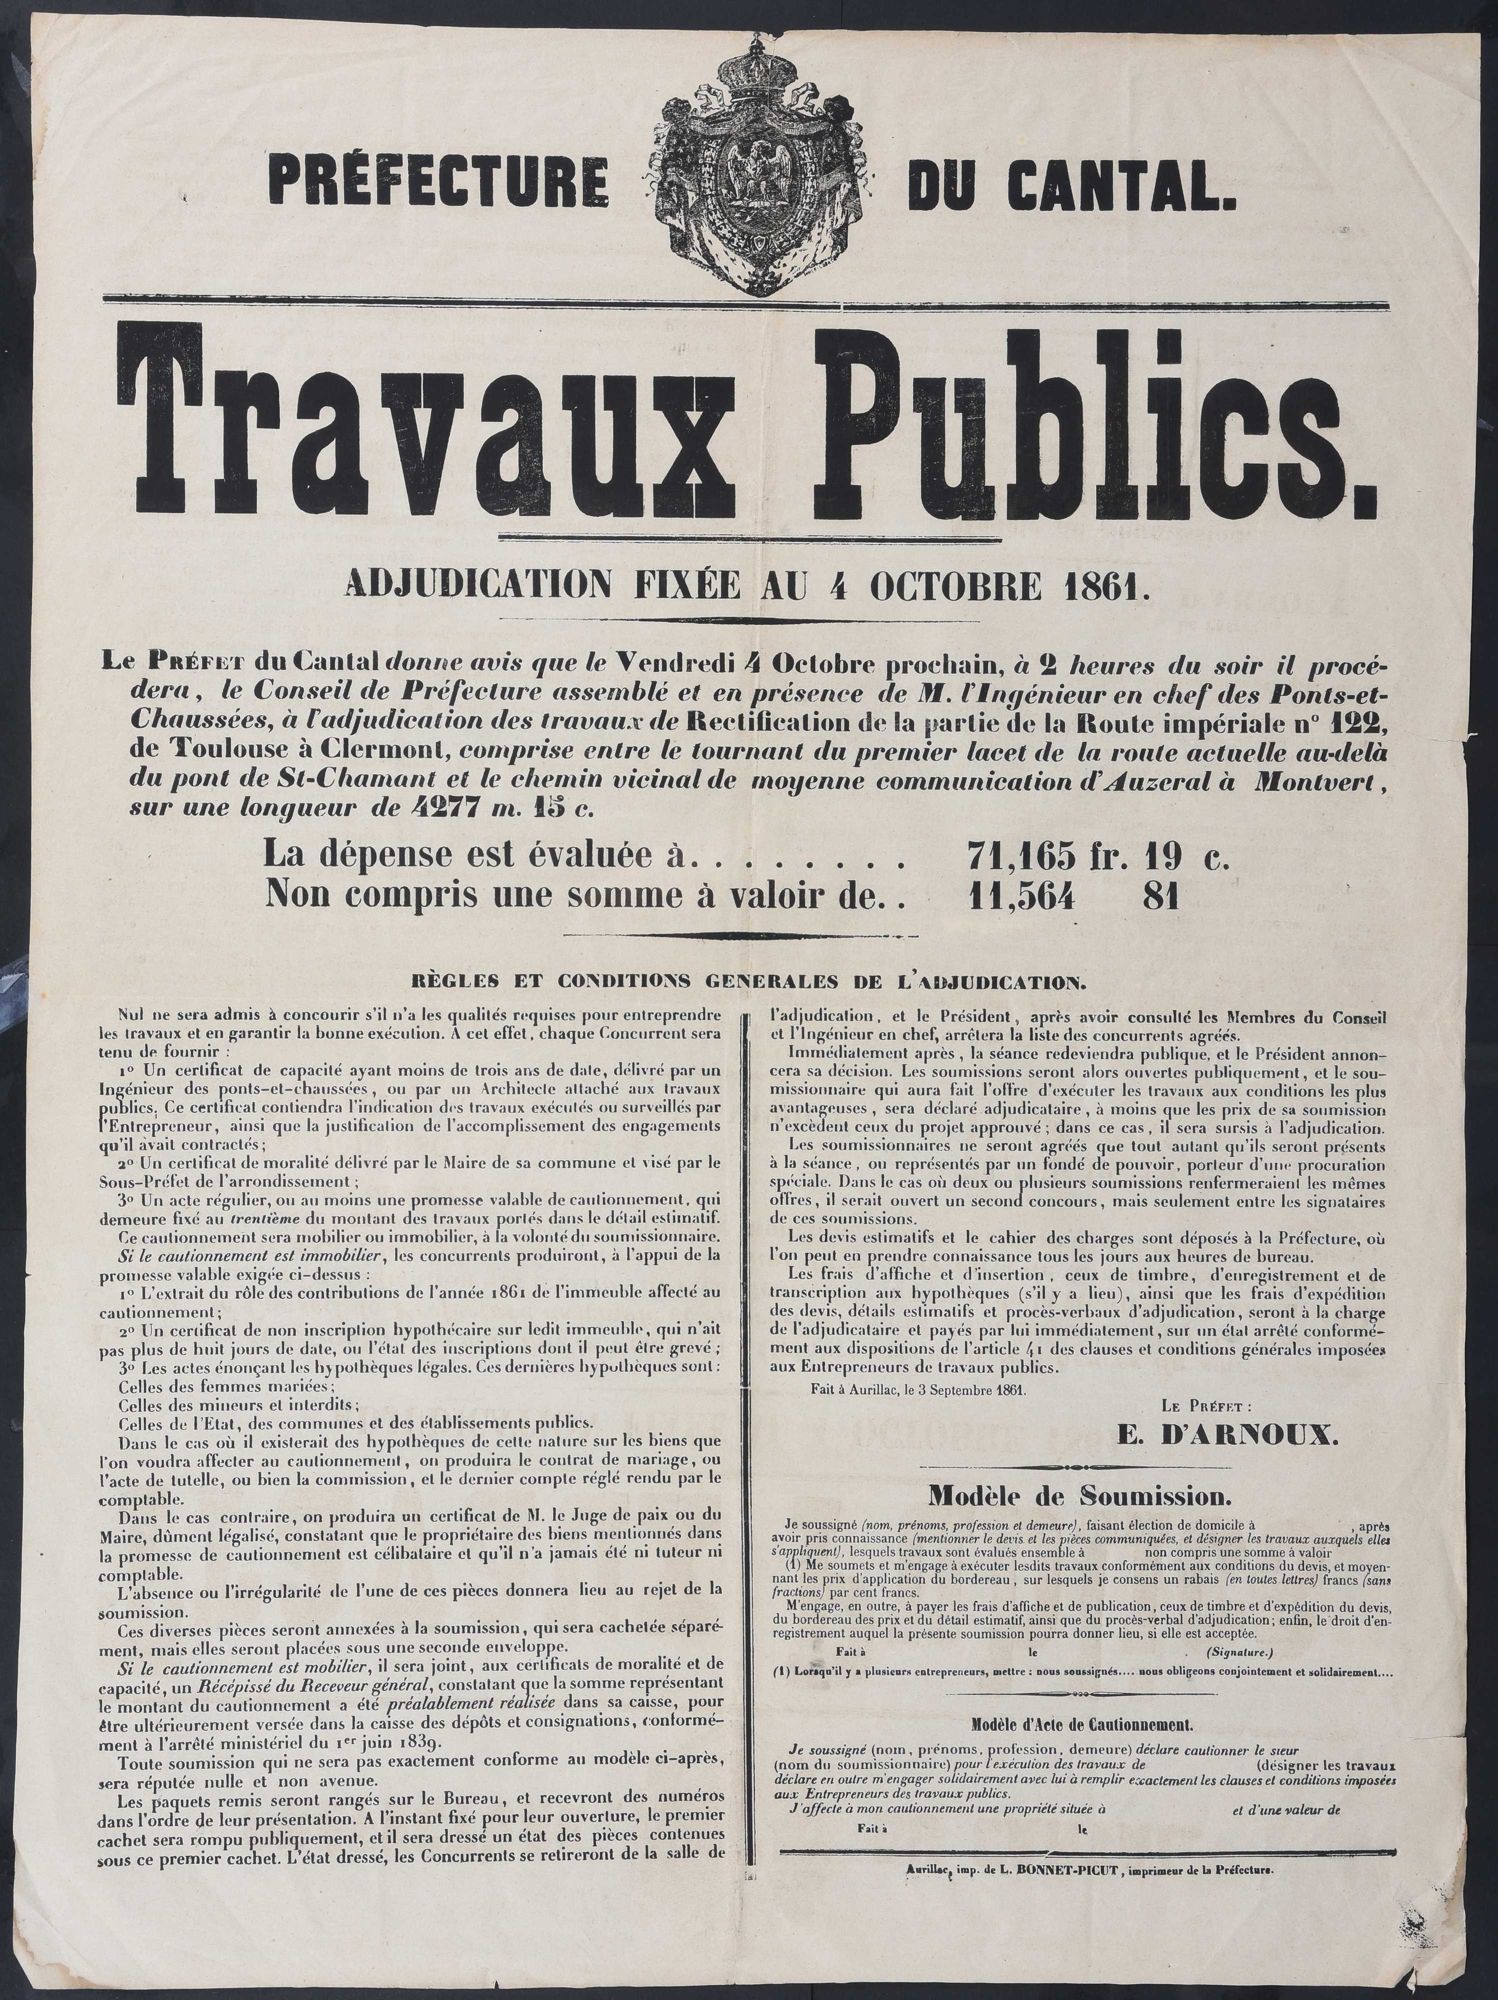 PRÉFECTURE DU CANTAL.
Travaux Publics.
ADJUDICATION FIXÉE AU 4 OCTOBRE 1861.
LE PRÉFET du Cantal donne avis que le Vendredi 4 Octobre prochain, à 2 heures du soir il procé-
dera, le Conseil de Préfecture assemblé et en présence de M. l'Ingénieur en chef des Ponts-et-
Chaussées, à l'adjudication des travaux de Rectification de la partie de la Route impériale n° 122,
de Toulouse à Clermont, comprise entre le tournant du premier lacet de la route actuelle au-delà
du pont de St-Chamant et le chemin vicinal de moyenne communication d'Auzeral à Montvert,
sur une longueur de 4277 m. 15 c.
La dépense est évaluée à. . . . . . . . 71,165 fr. 19 c.
Non compris une somme à valoir de. . 11,564 81
RÈGLES ET CONDITIONS GENERALES DE L'ADJUDICATION.
Nul ne sera admis à concourir s'il n'a les qualités requises pour entreprendre
les travaux et en garantir la bonne exécution. A cet effet, chaque Concurrent sera
tenu de fournir :
1° Un certificat de capacité ayant moins de trois ans de date, délivré par un
Ingénieur des ponts-et-chaussées, ou par un Architecte attaché aux travaux
publics. Ce certificat contiendra l'indication des travaux exécutés ou surveillés par
l'Entrepreneur, ainsi que la justification de l'accomplissement des engagements
qu'il avait contractés;
2° Un certificat de moralité délivré par le Maire de sa commune et visé par le
Sous-Préfet de l'arrondissement;
3° Un acte régulier, ou au moins une promesse valable de cautionnement, qui
demeure fixé au trentième du montant des travaux portés dans le détail estimatif.
Ce cautionnement sera mobilier ou immobilier, à la volonté du soumissionnaire.
Si le cautionnement est immobilier, les concurrents produiront, à l'appui de la
promesse valable exigée ci-dessus :
1° L'extrait du rôle des contributions de l'année 1861 de l'immeuble affecté au
cautionnement;
2° Un certificat de non inscription hypothécaire sur ledit immeuble, qui n'ait
pas plus de huit jours de date, ou l'état des inscriptions dont il peut être grevé;
3° Les actes énonçant les hypothèques légales. Ces dernières hypothèques sont :
Celles des femmes mariées;
Celles des mineurs et interdits;
Celles de l'Etat, des communes et des établissements publics.
Dans le cas où il existerait des hypothèques de cette nature sur les biens que
l'on voudra affecter au cautionnement, on produira le contrat de mariage, ou
l'acte de tutelle, ou bien la commission, et le dernier compte réglé rendu par le
comptable.
Dans le cas contraire, on produira un certificat de M. le Juge de paix ou du
Maire, dûment légalisé, constatant que le propriétaire des biens mentionnés dans
la promesse de cautionnement est célibataire et qu'il n'a jamais été ni tuteur ni
comptable.
L'absence ou l'irrégularité de l'une de ces pièces donnera lieu au rejet de la
soumission.
Ces diverses pièces seront annexées à la soumission, qui sera cachetée séparé-
ment, mais elles seront placées sous une seconde enveloppe.
Si le cautionnement est mobilier, il sera joint, aux certificats de moralité et de
capacité, un Récépissé du Receveur général, constatant que la somme représentant
le montant du cautionnement a été préalablement réalisée dans sa caisse, pour
être ultérieurement versée dans la caisse des dépôts et consignations, conformé-
ment à l'arrêté ministériel du 1er juin 1839.
Toute soumission qui ne sera pas exactement conforme au modèle ci-après,
sera réputée nulle et non avenue.
Les paquets remis seront rangés sur le Bureau, et recevront des numéros
dans l'ordre de leur présentation. A l'instant fixé pour leur ouverture, le premier
cachet sera rompu publiquement, et il sera dressé un état des pièces contenues
sous ce premier cachet. L'état dressé, les Concurrents se retireront de la salle de
l'adjudication, et le Président, après avoir consulté les Membres du Conseil
et l'Ingénieur en chef, arrêtera la liste des concurrents agréés.
Immédiatement après, la séance redeviendra publique, et le Président annon-
cera sa décision. Les soumissions seront alors ouvertes publiquement, et le sou-
missionnaire qui aura fait l'offre d'exécuter les travaux aux conditions les plus
avantageuses, sera déclaré adjudicataire, à moins que les prix de sa soumission
n'excèdent ceux du projet approuvé; dans ce cas, il sera sursis à l'adjudication.
Les soumissionnaires ne seront agréés que tout autant qu'ils seront présents
à la séance, ou représentés par un fondé de pouvoir, porteur d'une procuration
spéciale. Dans le cas où deux ou plusieurs soumissions renfermeraient les mêmes
offres, il serait ouvert un second concours, mais seulement entre les signataires
de ces soumissions.
Les devis estimatifs et le cahier des charges sont déposés à la Préfecture, où
l'on peut en prendre connaissance tous les jours aux heures de bureau.
Les frais d'affiche et d'insertion, ceux de timbre, d'enregistrement et de
transcription aux hypothèques (s'il y a lieu), ainsi que les frais d'expédition
des devis, détails estimatifs et procès-verbaux d'adjudication, seront à la charge
de l'adjudicataire et payés par lui immédiatement, sur un état arrêté conformé-
ment aux dispositions de l'article 41 des clauses et conditions générales imposées
aux Entrepreneurs de travaux publics.
Fait à Aurillac, le 3 Septembre 1861.
LE PRÉFET :
E. D'ARNOUX.
Modèle de Soumission.
Je soussigné (nom, prénoms, profession et demeure), faisant élection de domicile à , après
avoir pris connaissance (mentionner le devis et les pièces communiquées, et désigner les travaux auxquels elles
s'appliquent), lesquels travaux sont évalués ensemble à non compris une somme à valoir
(1) Me soumets et m'engage à exécuter lesdits travaux conformément aux conditions du devis, et moyen-
nant les prix d'application du bordereau, sur lesquels je consens un rabais (en toutes lettres) francs (sans
fractions) par cent francs.
M'engage, en outre, à payer les frais d'affiche et de publication, ceux de timbre et d'expédition du devis,
du bordereau des prix et du détail estimatif, ainsi que du procès-verbal d'adjudication; enfin, le droit d'en-
registrement auquel la présente soumission pourra donner lieu, si elle est acceptée.
Fait à le . (Signature.)
(1) Lorsqu'il y a plusieurs entrepreneurs, mettre : nous soussignés.... nous obligeons conjointement et solidairement....
Modèle d'Acte de Cautionnement.
Je soussigné (nom, prénoms, profession, demeure) déclare cautionner le sieur
(nom du soumissionnaire) pour l'exécution des travaux de (désigner les travaux
déclare en outre m'engager solidairement avec lui à remplir exactement les clauses et conditions imposées
aux Entrepreneurs des travaux publics.
J'affecte à mon cautionnement une propriété située à et d'une valeur de
Fait à le
Aurillac, imp. de L. BONNET-PICUT, imprimeur de la Préfecture.